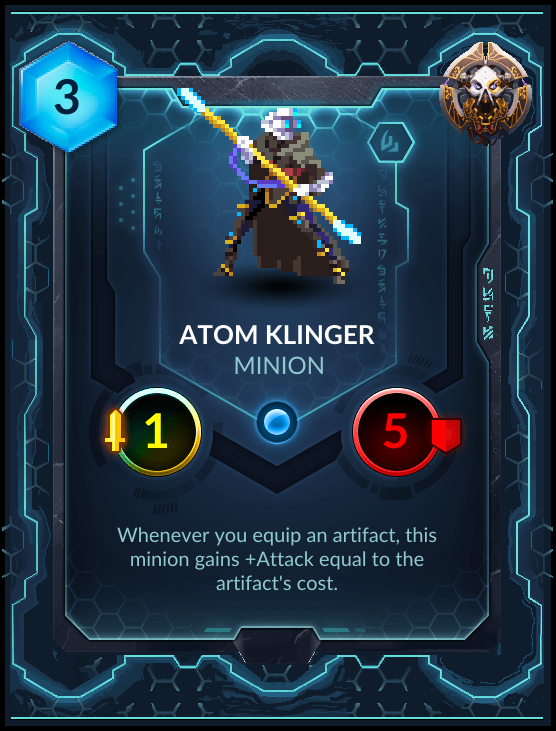 3
ATOM KLINGER
MINION
1
5
Whenever you equip an artifact, this
minion gains +Attack equal to the
artifact's cost.